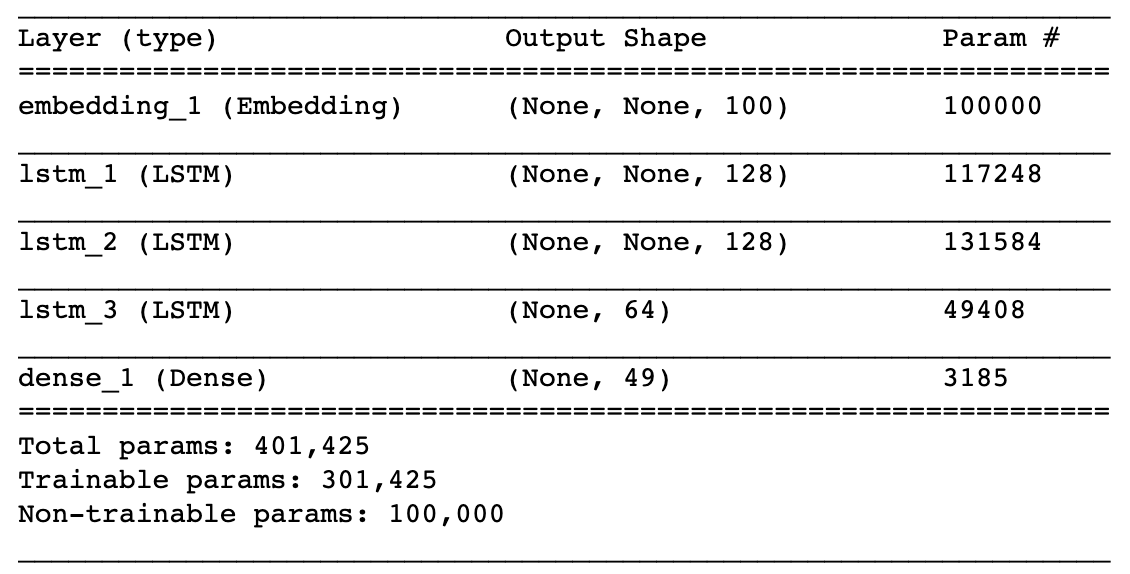 Layer (type) Output Shape Param #
embedding_1 (Embedding) (None, None, 100) 100000
lstm_1 (LSTM) (None, None, 128) 117248
lstm_2 (LSTM) (None, None, 128) 131584
lstm_3 (LSTM) (None, 64) 49408
dense_1 (Dense) (None, 49) 3185
Total params: 401,425
Trainable params: 301,425
Non-trainable params: 100,000